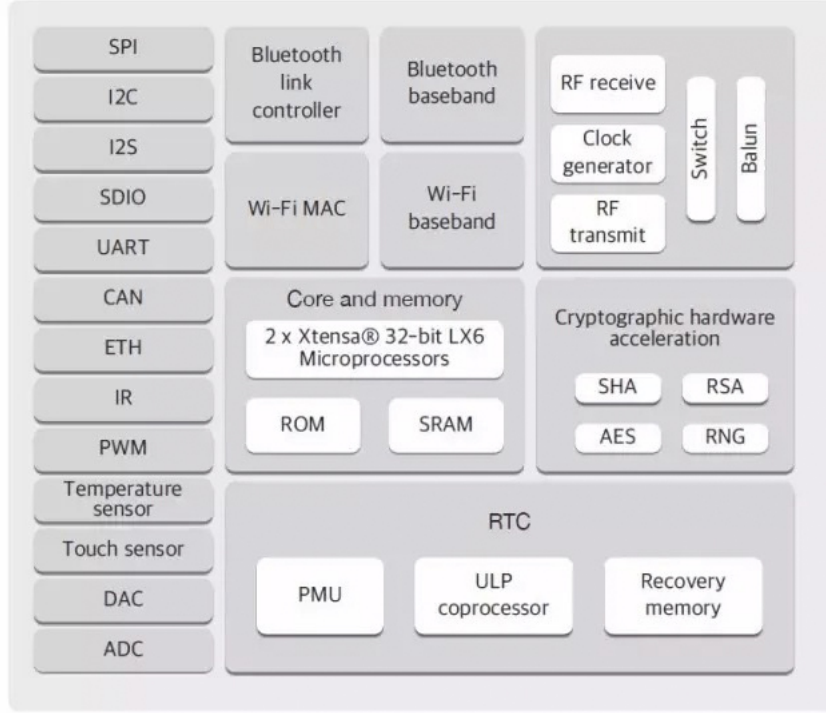 SPI
I2C
I2S
SDIO
UART
CAN
ETH
IR
PWM
Temperature
sensor
Touch sensor
DAC
ADC
Bluetooth
link
controller
Bluetooth
baseband
Wi-Fi MAC
Wi-Fi
baseband
RF receive
Clock
generator
RF
transmit
Switch
Balun
Core and memory
2 x Xtensa® 32-bit LX6
Microprocessors
ROM
SRAM
Cryptographic hardware
acceleration
SHA
RSA
AES
RNG
RTC
PMU
ULP
coprocessor
Recovery
memory